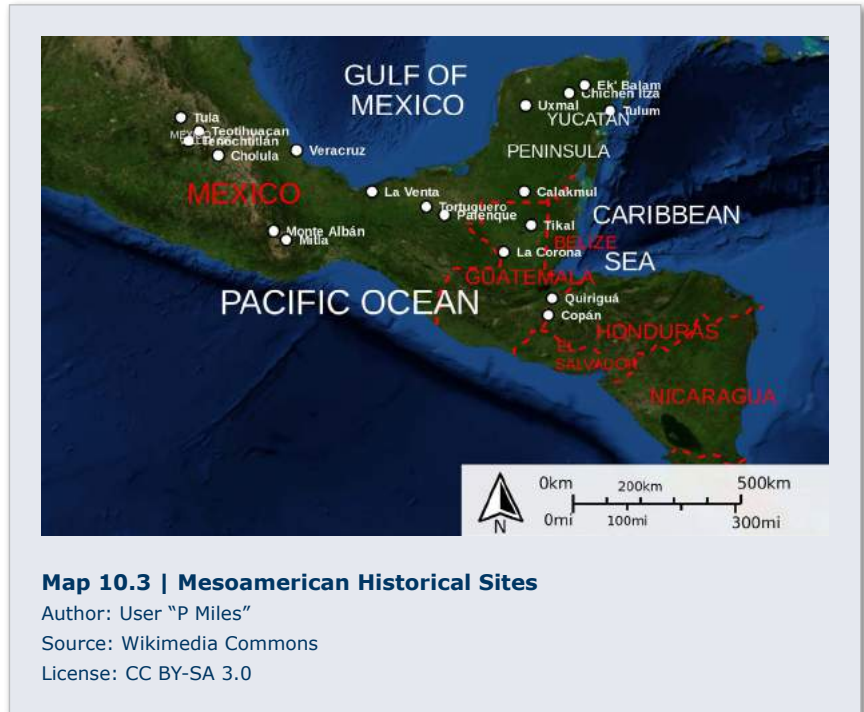 GULF OF
MEXICO
Ek' Balam
Chichen Itza
Uxmal
Tulum
YUCATÁN
PENINSULA
Tula
Teotihuacan
Tenochtitlán
Cholula
Veracruz
MEXICO
La Venta
Calakmul
Tortuguero
Palenque
CARIBBEAN
SEA
Tikal
BELIZE
Monte Albán
Mitla
La Corona
GUATEMALA
PACIFIC OCEAN
Quiriguá
Copán
HONDURAS
EL
SALVADOR
NICARAGUA
0km 200km 500km
0mi 100mi 300mi
N
Map 10.3 | Mesoamerican Historical Sites
Author: User “P Miles”
Source: Wikimedia Commons
License: CC BY-SA 3.0